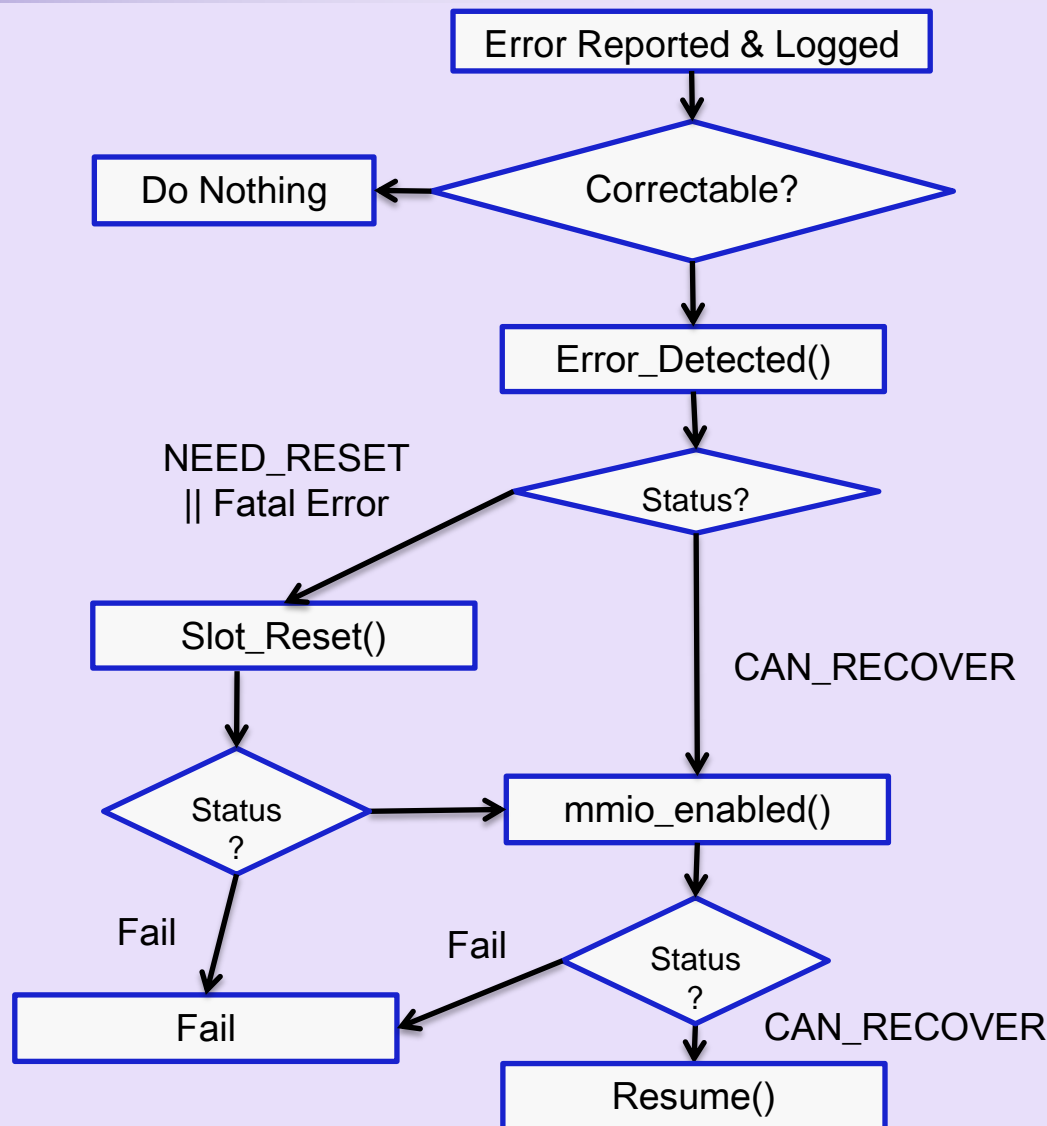 Error Reported & Logged
Correctable?
Do Nothing
Error_Detected()
NEED_RESET
|| Fatal Error
Status?
Slot_Reset()
CAN_RECOVER
Status
?
mmio_enabled()
Fail
Fail
Status
?
CAN_RECOVER
Fail
Resume()